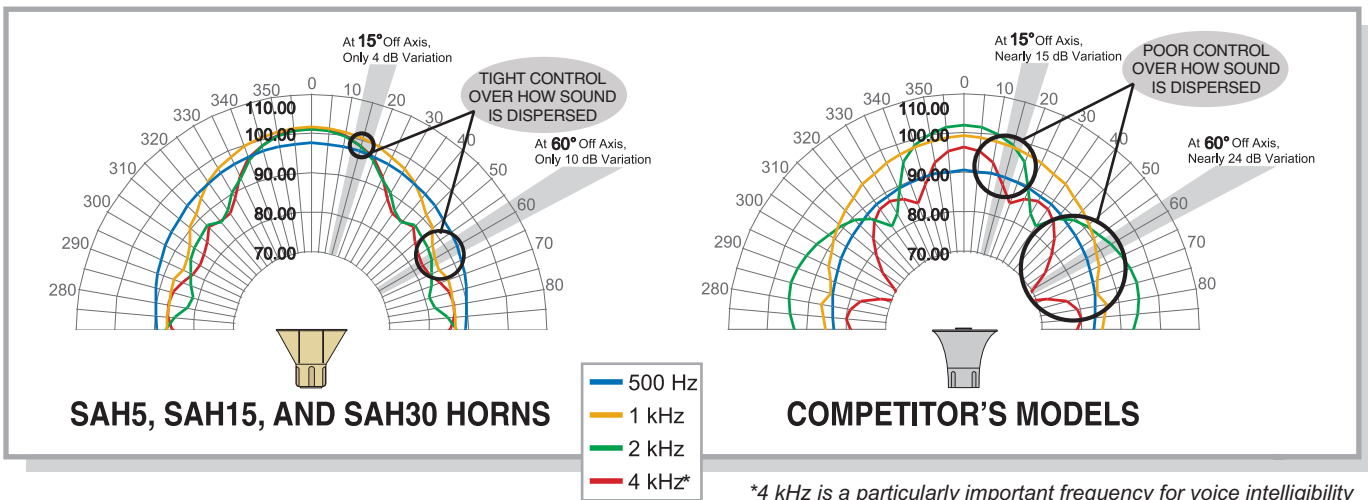 At 15° Off Axis,
Only 4 dB Variation
TIGHT CONTROL
OVER HOW SOUND
IS DISPERSED
At 60° Off Axis,
Only 10 dB Variation
280
290
300
310
320
330
340
350
0
10
20
30
40
50
60
70
80
110.00
100.00
90.00
80.00
70.00
SAH5, SAH15, AND SAH30 HORNS
At 15° Off Axis,
Nearly 15 dB Variation
POOR CONTROL
OVER HOW SOUND
IS DISPERSED
At 60° Off Axis,
Nearly 24 dB Variation
280
290
300
310
320
330
340
350
0
10
20
30
40
50
60
70
80
110.00
100.00
90.00
80.00
70.00
COMPETITOR'S MODELS
500 Hz
1 kHz
2 kHz
4 kHz*
*4 kHz is a particularly important frequency for voice intelligibility